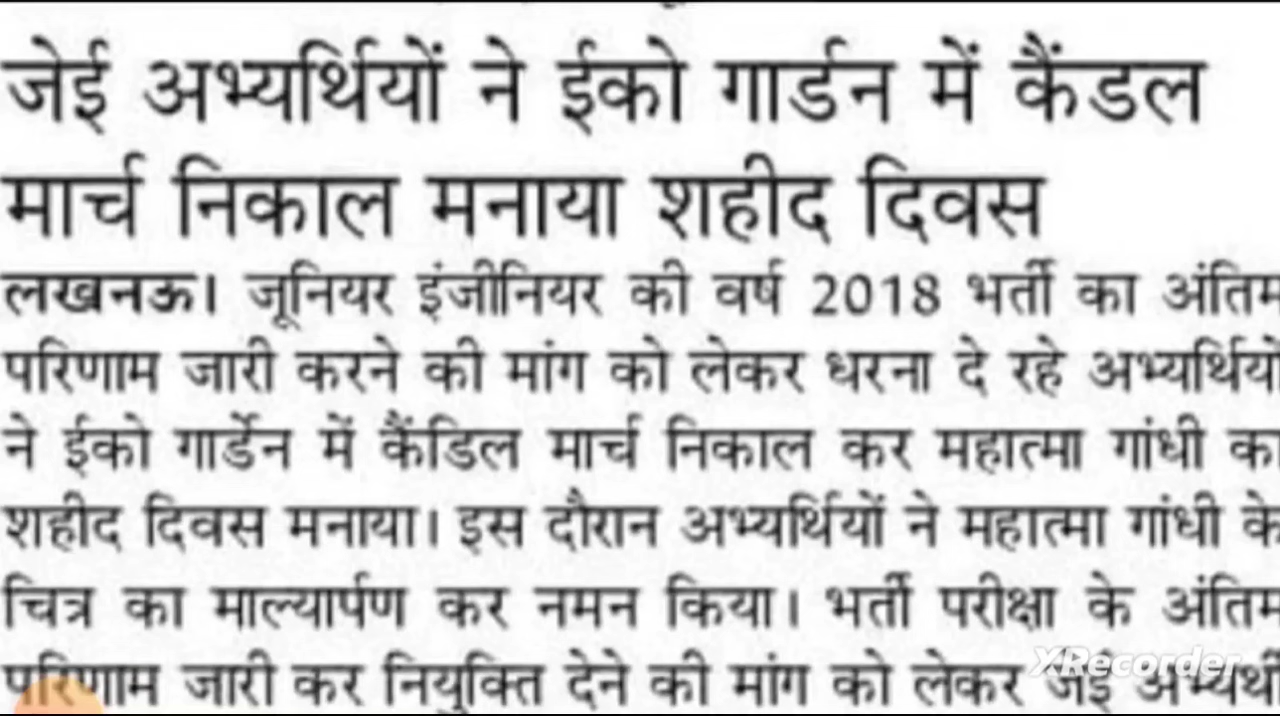 जेई अभ्यर्थियों ने ईको गार्डन में कैंडल
मार्च निकाल मनाया शहीद दिवस
लखनऊ। जूनियर इंजीनियर की वर्ष 2018 भर्ती का अंतिम
परिणाम जारी करने की मांग को लेकर धरना दे रहे अभ्यर्थियों
ने ईको गार्डेन में कैंडिल मार्च निकाल कर महात्मा गांधी का
शहीद दिवस मनाया। इस दौरान अभ्यर्थियों ने महात्मा गांधी के
चित्र का माल्यार्पण कर नमन किया। भर्ती परीक्षा के अंतिम
परिणाम जारी कर नियुक्ति देने की मांग को लेकर जेई अभ्यर्थी
XRecorder